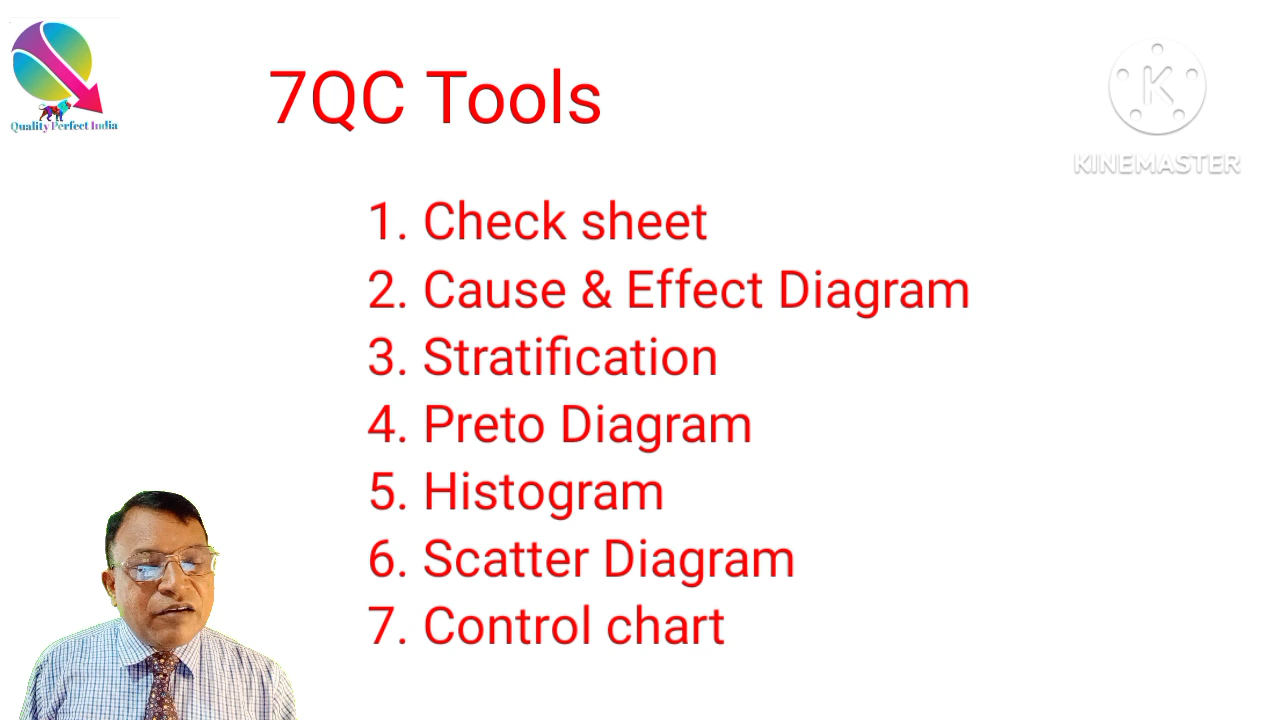 7QC Tools
Quality Perfect India
KINEMASTER
1. Check sheet
2. Cause & Effect Diagram
3. Stratification
4. Preto Diagram
5. Histogram
6. Scatter Diagram
7. Control chart